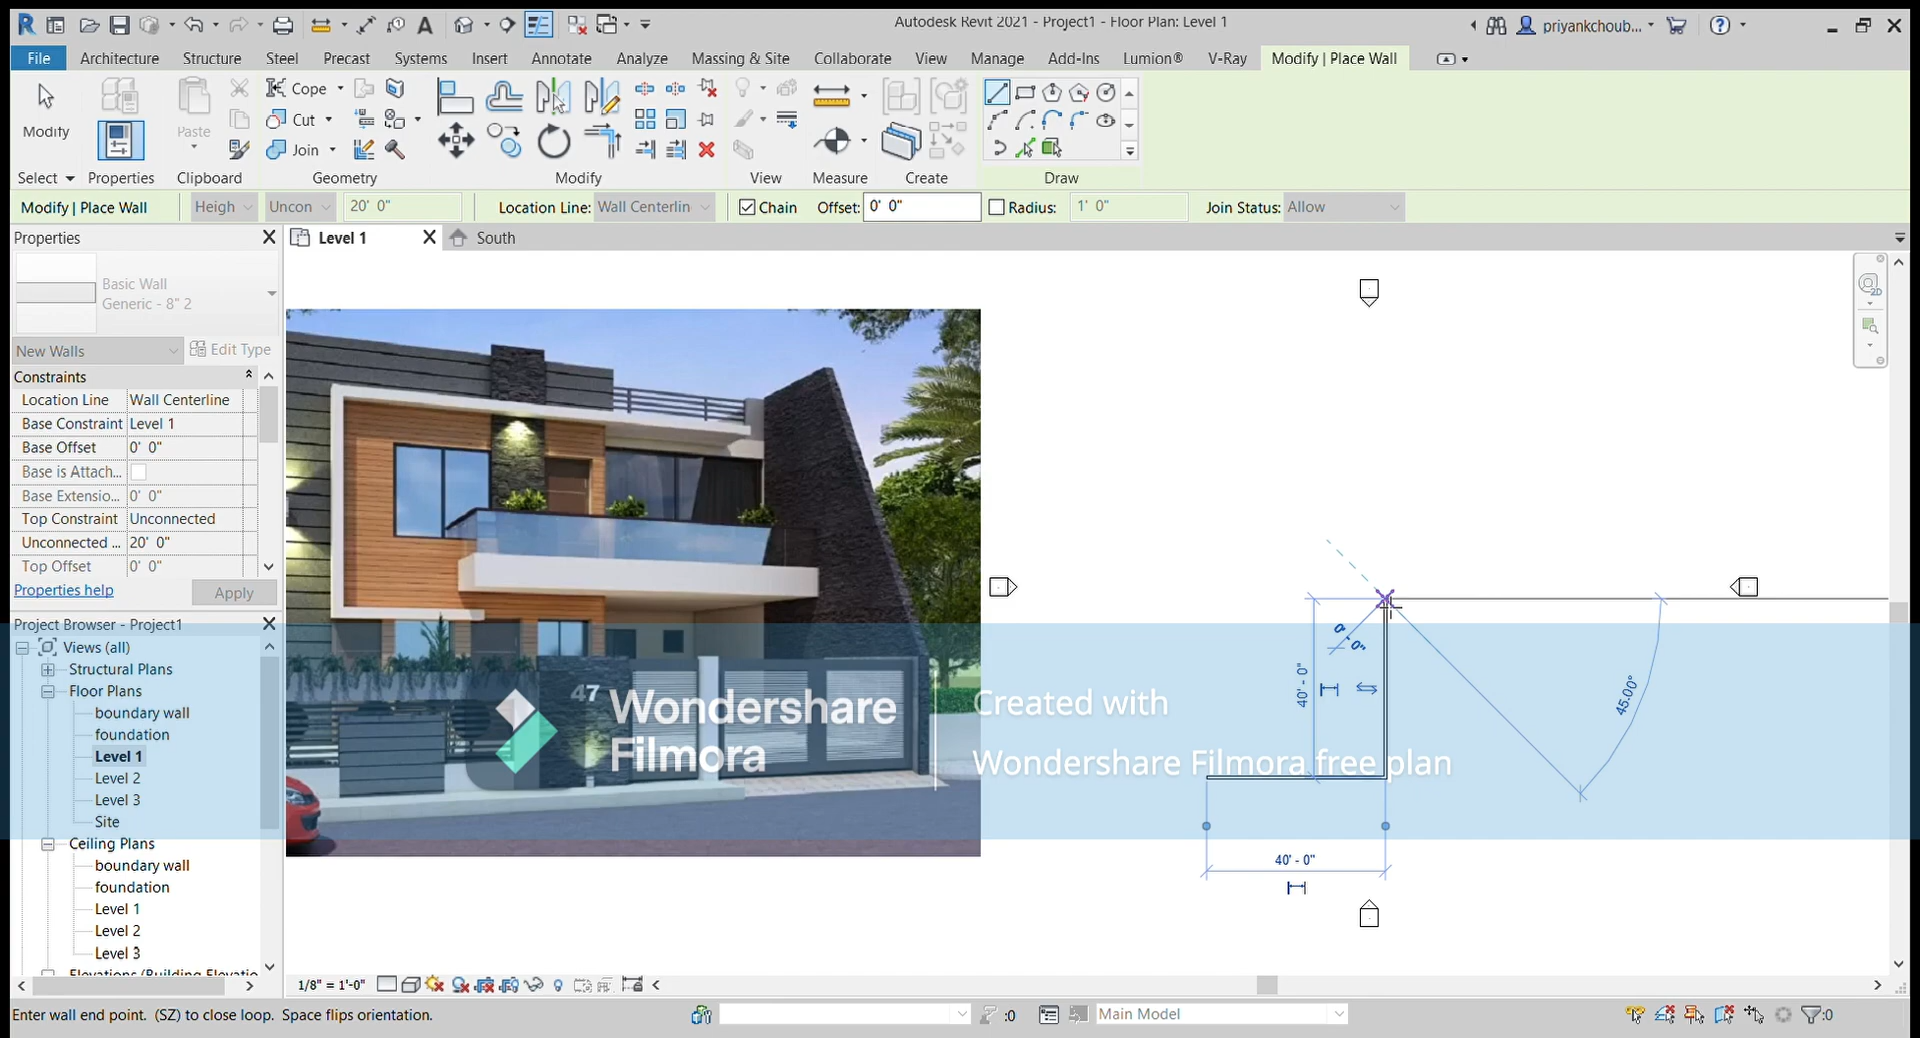 Autodesk Revit 2021 - Project1 - Floor Plan: Level 1
priyankchoub...
File Architecture Structure Steel Precast Systems Insert Annotate Analyze Massing & Site Collaborate View Manage Add-Ins Lumion® V-Ray Modify | Place Wall
Modify
Paste
Cope
Cut
Join
Select Properties Clipboard Geometry Modify View Measure Create Draw
Modify | Place Wall Heigh Uncon 20' 0" Location Line: Wall Centerlin Chain Offset: 0' 0" Radius: 1' 0" Join Status: Allow
Properties
Level 1
South
Basic Wall
Generic - 8" 2
New Walls
Edit Type
Constraints
Location Line Wall Centerline
Base Constraint Level 1
Base Offset 0' 0"
Base is Attach...
Base Extensio... 0' 0"
Top Constraint Unconnected
Unconnected ... 20' 0"
Top Offset 0' 0"
Properties help
Apply
Project Browser - Project1
Views (all)
Structural Plans
Floor Plans
boundary wall
foundation
Level 1
Level 2
Level 3
Site
Ceiling Plans
boundary wall
foundation
Level 1
Level 2
Level 3
Elevations (Building Elevatio
47
Wondershare
Filmora
Created with
Wondershare Filmora free plan
0' - 0"
40' - 0"
45.00°
40' - 0"
1/8" = 1'-0"
Enter wall end point. (SZ) to close loop. Space flips orientation.
:0
Main Model
:0